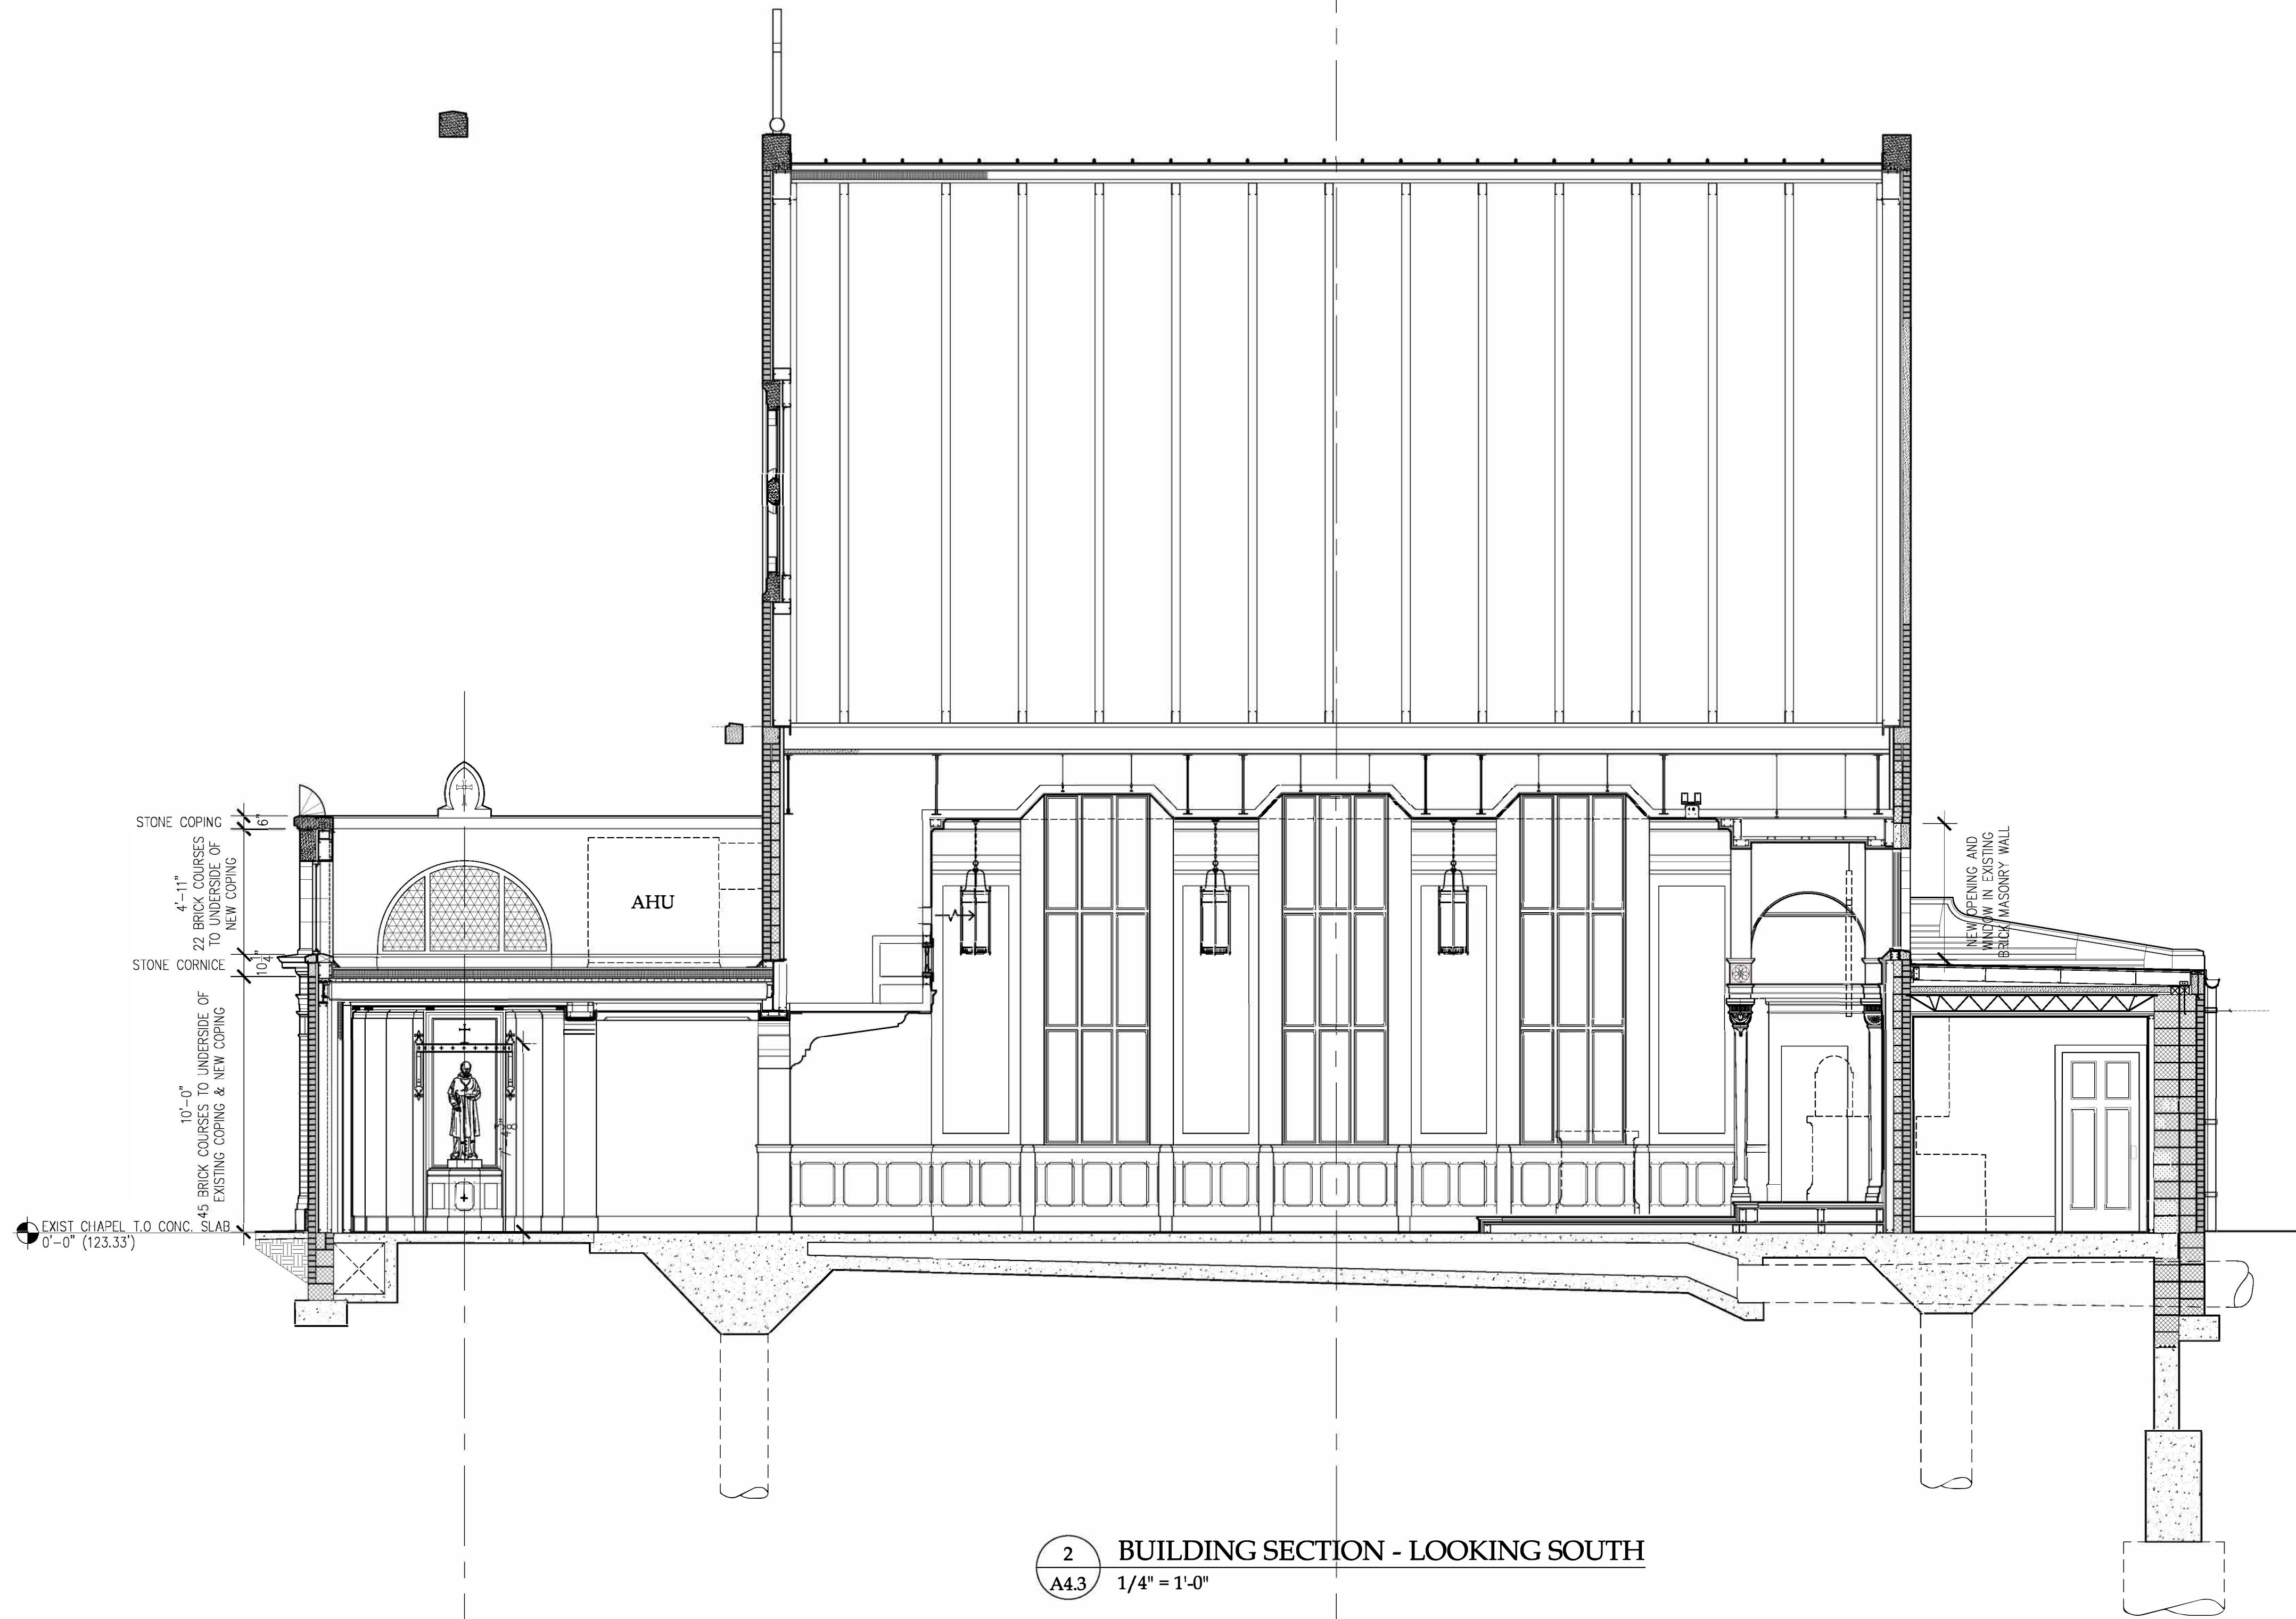 STONE COPING
6"
4'-11"
22 BRICK COURSES
TO UNDERSIDE OF
NEW COPING
STONE CORNICE
10 1/4"
10'-0"
45 BRICK COURSES TO UNDERSIDE OF
EXISTING COPING & NEW COPING
EXIST CHAPEL T.O CONC. SLAB
0'-0" (123.33')
AHU
NEW OPENING AND
WINDOW IN EXISTING
BRICK MASONRY WALL
2
A4.3
BUILDING SECTION - LOOKING SOUTH
1/4" = 1'-0"